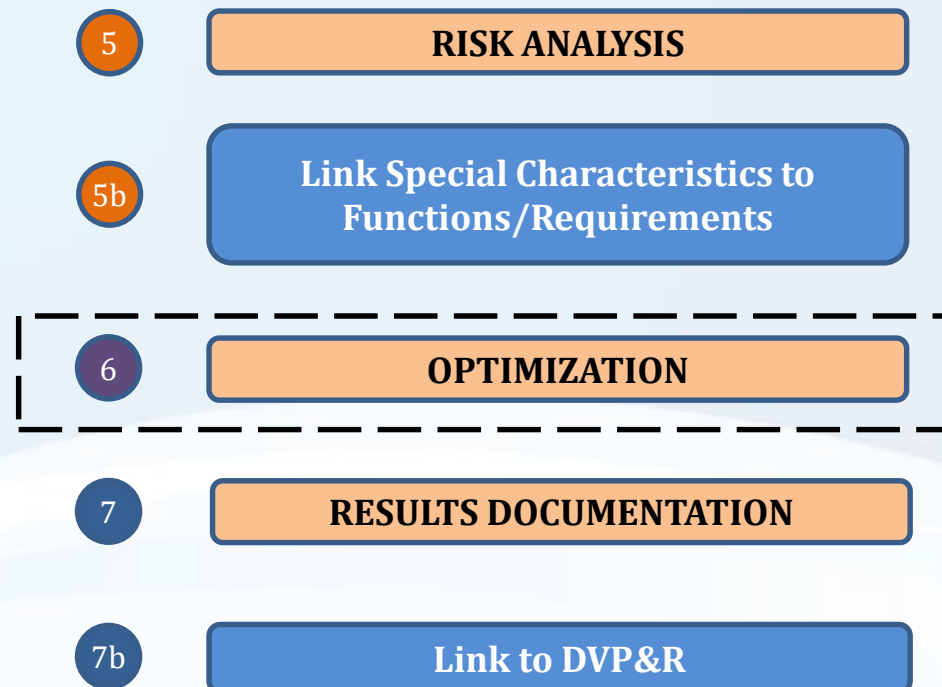 5
RISK ANALYSIS
5b
Link Special Characteristics to
Functions/Requirements
6
OPTIMIZATION
7
RESULTS DOCUMENTATION
7b
Link to DVP&R